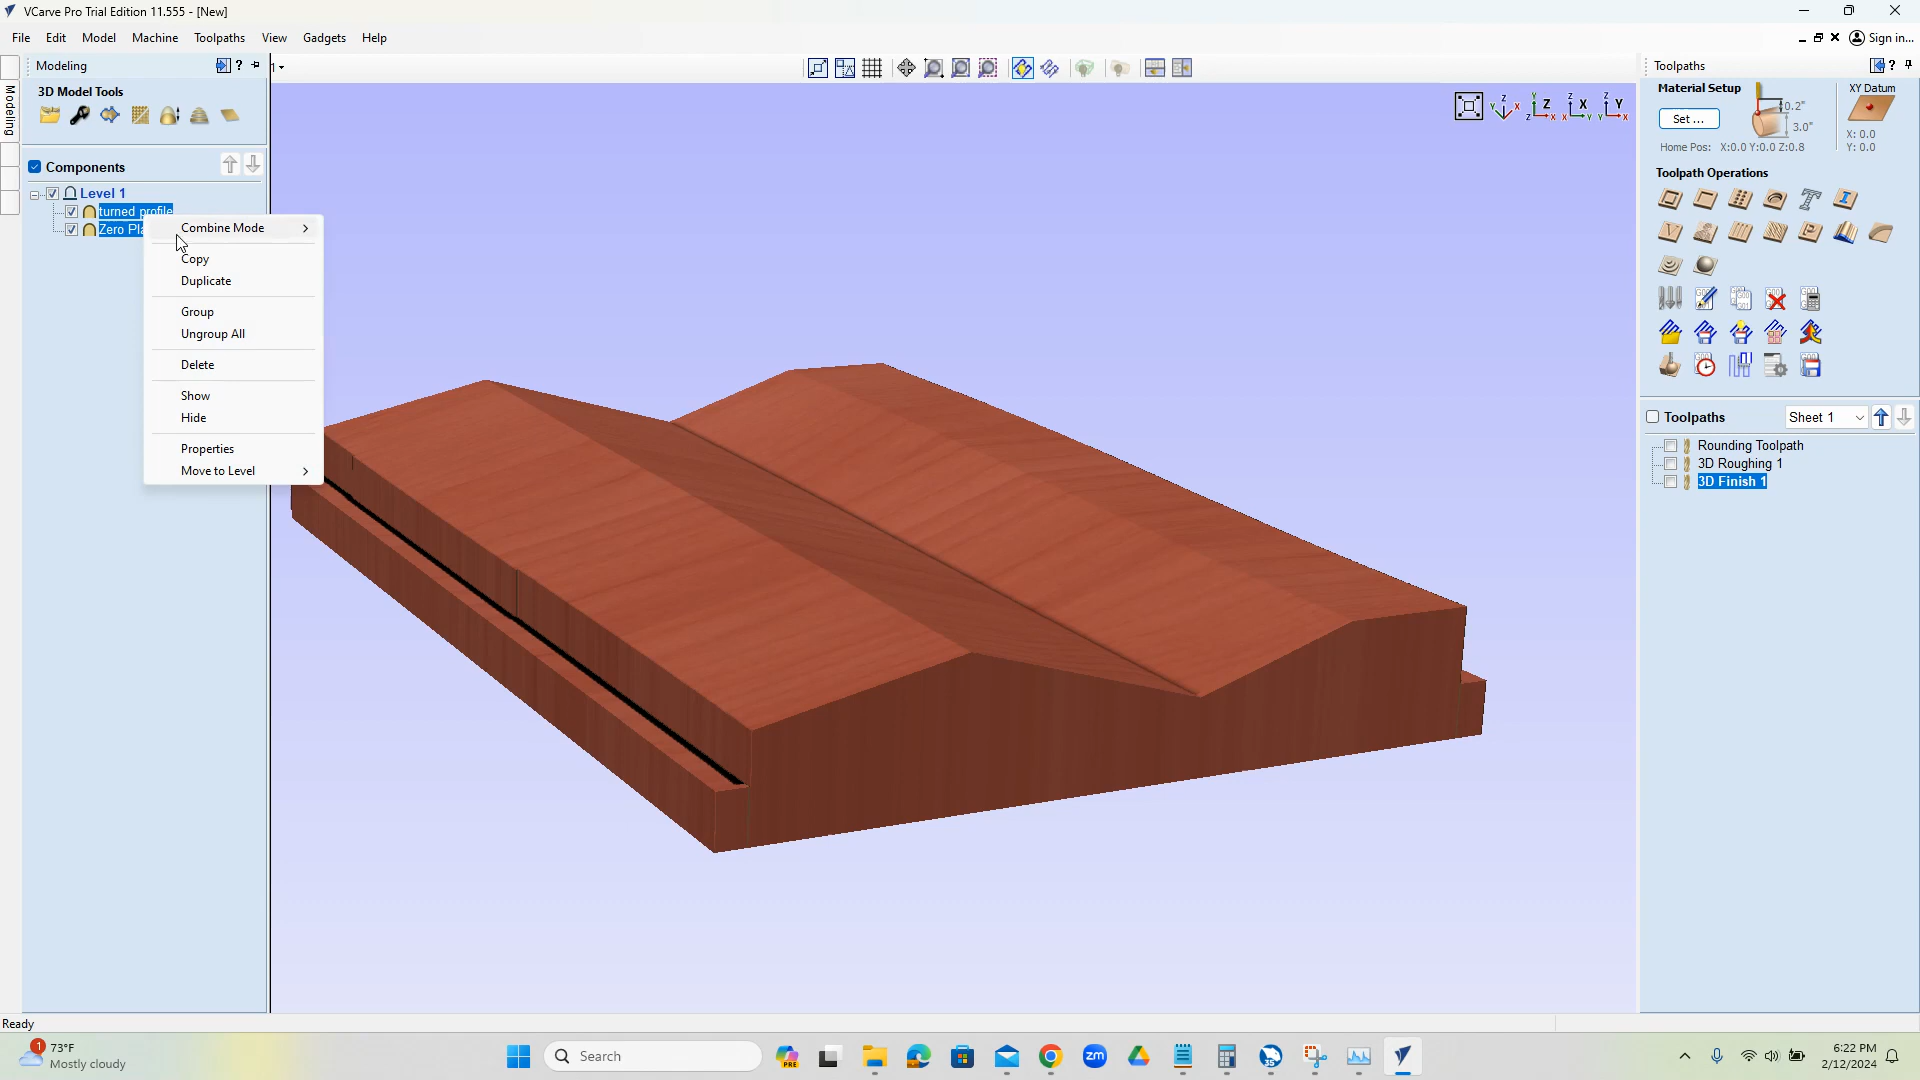 VCarve Pro Trial Edition 11.555 - [New]
File Edit Model Machine Toolpaths View Gadgets Help
Sign in...
Modeling
Modeling
3D Model Tools
Components
Level 1
turned profile
Zero Pla
Combine Mode
Copy
Duplicate
Group
Ungroup All
Delete
Show
Hide
Properties
Move to Level
Toolpaths
Material Setup
XY Datum
Set ...
0.2"
3.0"
X: 0.0
Y: 0.0
Home Pos: X:0.0 Y:0.0 Z:0.8
Toolpath Operations
Toolpaths
Sheet 1
Rounding Toolpath
3D Roughing 1
3D Finish 1
Ready
1
73°F
Mostly cloudy
Search
zm
6:22 PM
2/12/2024